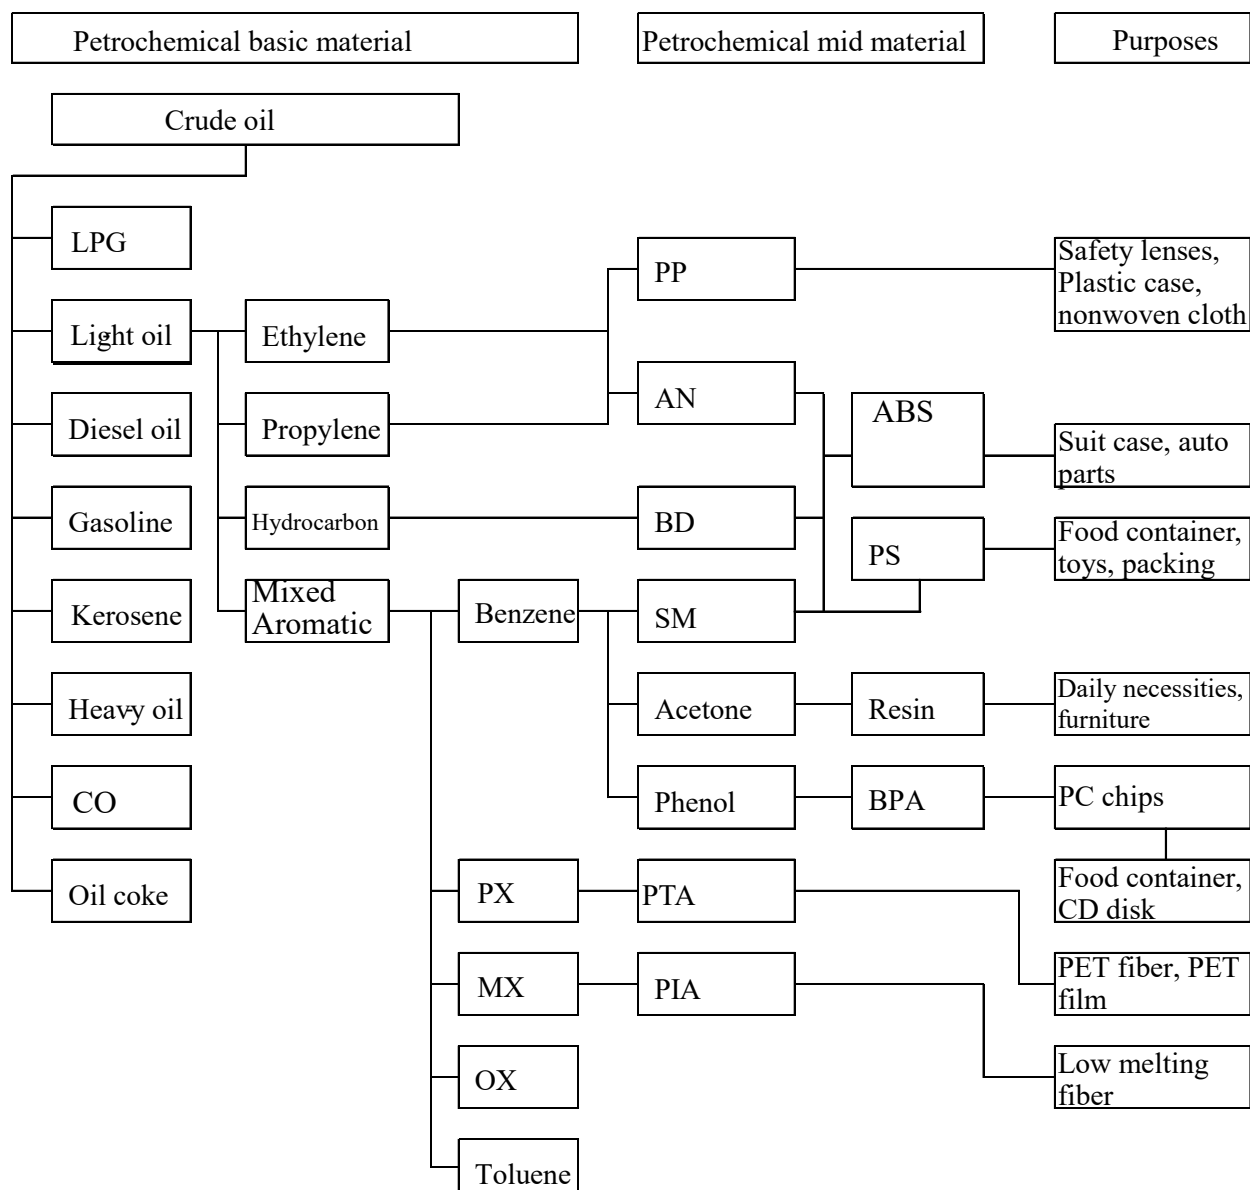 Petrochemical basic material
Petrochemical mid material
Purposes
Crude oil
LPG
PP
Safety lenses,
Plastic case,
nonwoven cloth
Light oil
Ethylene
AN
ABS
Diesel oil
Propylene
Suit case, auto
parts
Gasoline
Hydrocarbon
BD
PS
Food container,
toys, packing
Kerosene
Mixed
Aromatic
Benzene
SM
Heavy oil
Acetone
Resin
Daily necessities,
furniture
CO
Phenol
BPA
PC chips
Oil coke
PX
PTA
Food container,
CD disk
MX
PIA
PET fiber, PET
film
OX
Low melting
fiber
Toluene